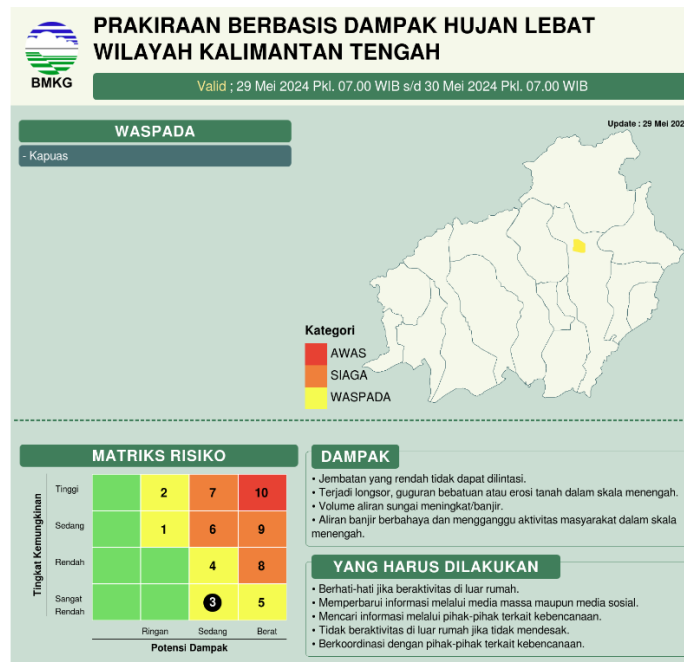 PRAKIRAAN BERBASIS DAMPAK HUJAN LEBAT
WILAYAH KALIMANTAN TENGAH
BMKG
Valid ; 29 Mei 2024 Pkl. 07.00 WIB s/d 30 Mei 2024 Pkl. 07.00 WIB
WASPADA
- Kapuas
Update : 29 Mei 202
Kategori
AWAS
SIAGA
WASPADA
MATRIKS RISIKO
Tingkat Kemungkinan
Tinggi
2
7
10
Sedang
1
6
9
Rendah
4
8
Sangat
Rendah
3
5
Ringan
Sedang
Berat
Potensi Dampak
DAMPAK
• Jembatan yang rendah tidak dapat dilintasi.
• Terjadi longsor, guguran bebatuan atau erosi tanah dalam skala menengah.
• Volume aliran sungai meningkat/banjir.
• Aliran banjir berbahaya dan mengganggu aktivitas masyarakat dalam skala
menengah.
YANG HARUS DILAKUKAN
• Berhati-hati jika beraktivitas di luar rumah.
• Memperbarui informasi melalui media massa maupun media sosial.
• Mencari informasi melalui pihak-pihak terkait kebencanaan.
• Tidak beraktivitas di luar rumah jika tidak mendesak.
• Berkoordinasi dengan pihak-pihak terkait kebencanaan.